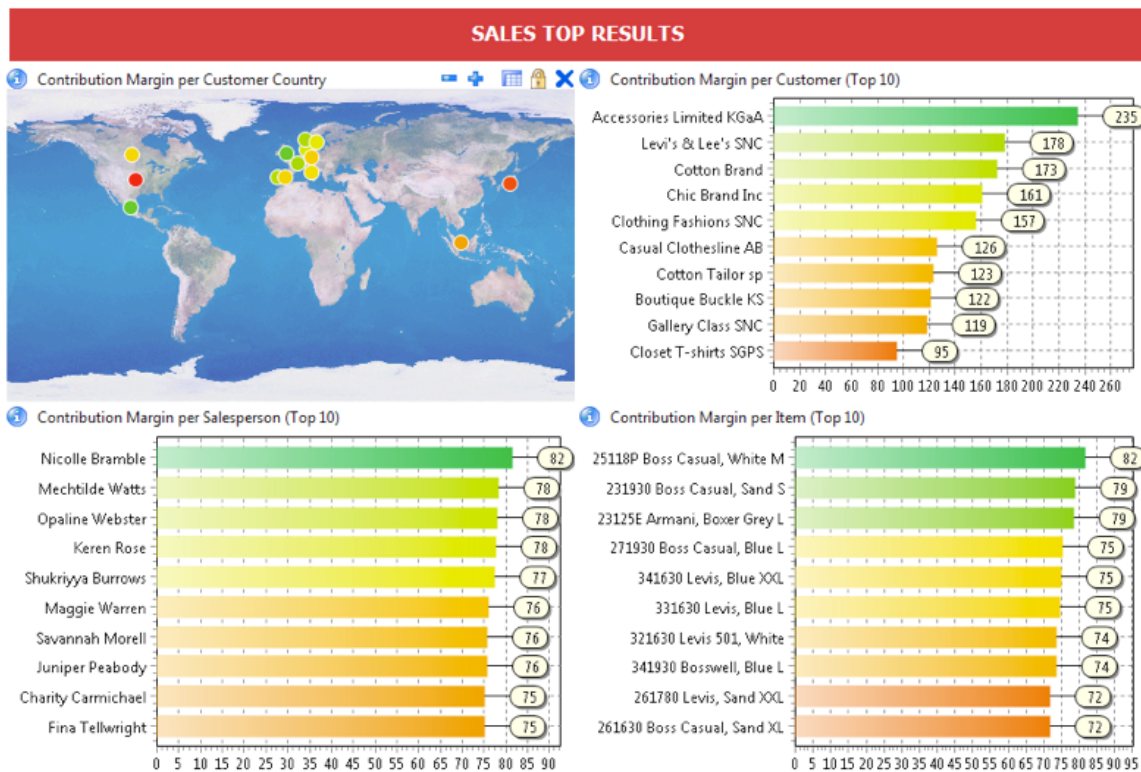 SALES TOP RESULTS
Contribution Margin per Customer Country
Contribution Margin per Customer (Top 10)
Accessories Limited KGaA 235
Levi's & Lee's SNC 178
Cotton Brand 173
Chic Brand Inc 161
Clothing Fashions SNC 157
Casual Clothesline AB 126
Cotton Tailor sp 123
Boutique Buckle KS 122
Gallery Class SNC 119
Closet T-shirts SGPS 95
0 20 40 60 80 100 120 140 160 180 200 220 240 260
Contribution Margin per Salesperson (Top 10)
Nicolle Bramble 82
Mechtilde Watts 78
Opaline Webster 78
Keren Rose 78
Shukriyya Burrows 77
Maggie Warren 76
Savannah Morell 76
Juniper Peabody 76
Charity Carmichael 75
Fina Tellwright 75
0 5 10 15 20 25 30 35 40 45 50 55 60 65 70 75 80 85 90
Contribution Margin per Item (Top 10)
25118P Boss Casual, White M 82
231930 Boss Casual, Sand S 79
23125E Armani, Boxer Grey L 79
271930 Boss Casual, Blue L 75
341630 Levis, Blue XXL 75
331630 Levis, Blue L 75
321630 Levis 501, White 74
341930 Bosswell, Blue L 74
261780 Levis, Sand XXL 72
261630 Boss Casual, Sand XL 72
0 5 10 15 20 25 30 35 40 45 50 55 60 65 70 75 80 85 90 95